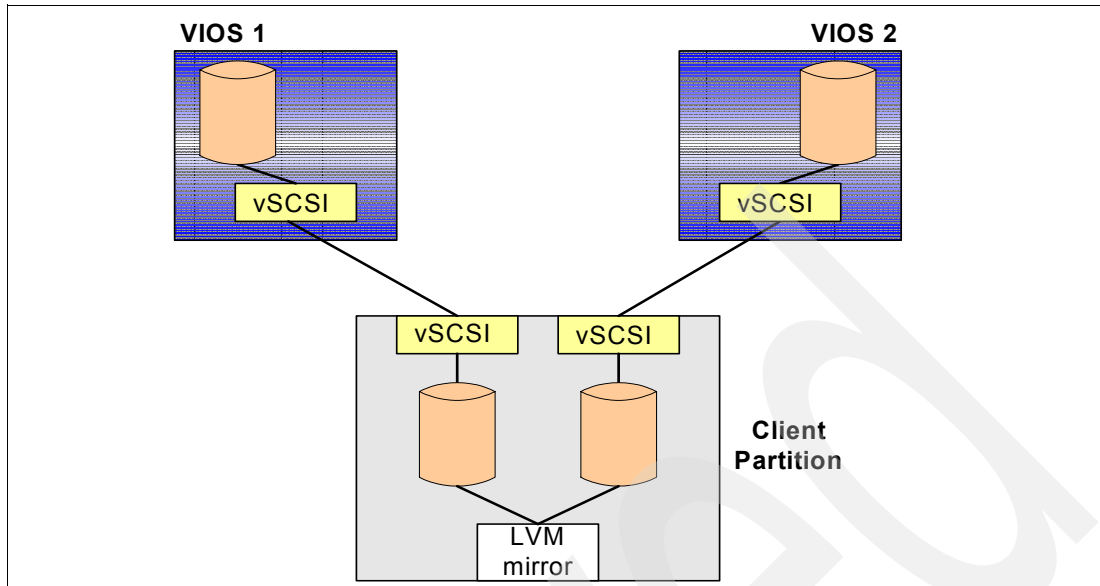 VIOS 1
VIOS 2
vSCSI
vSCSI
vSCSI
vSCSI
Client
Partition
LVM
mirror